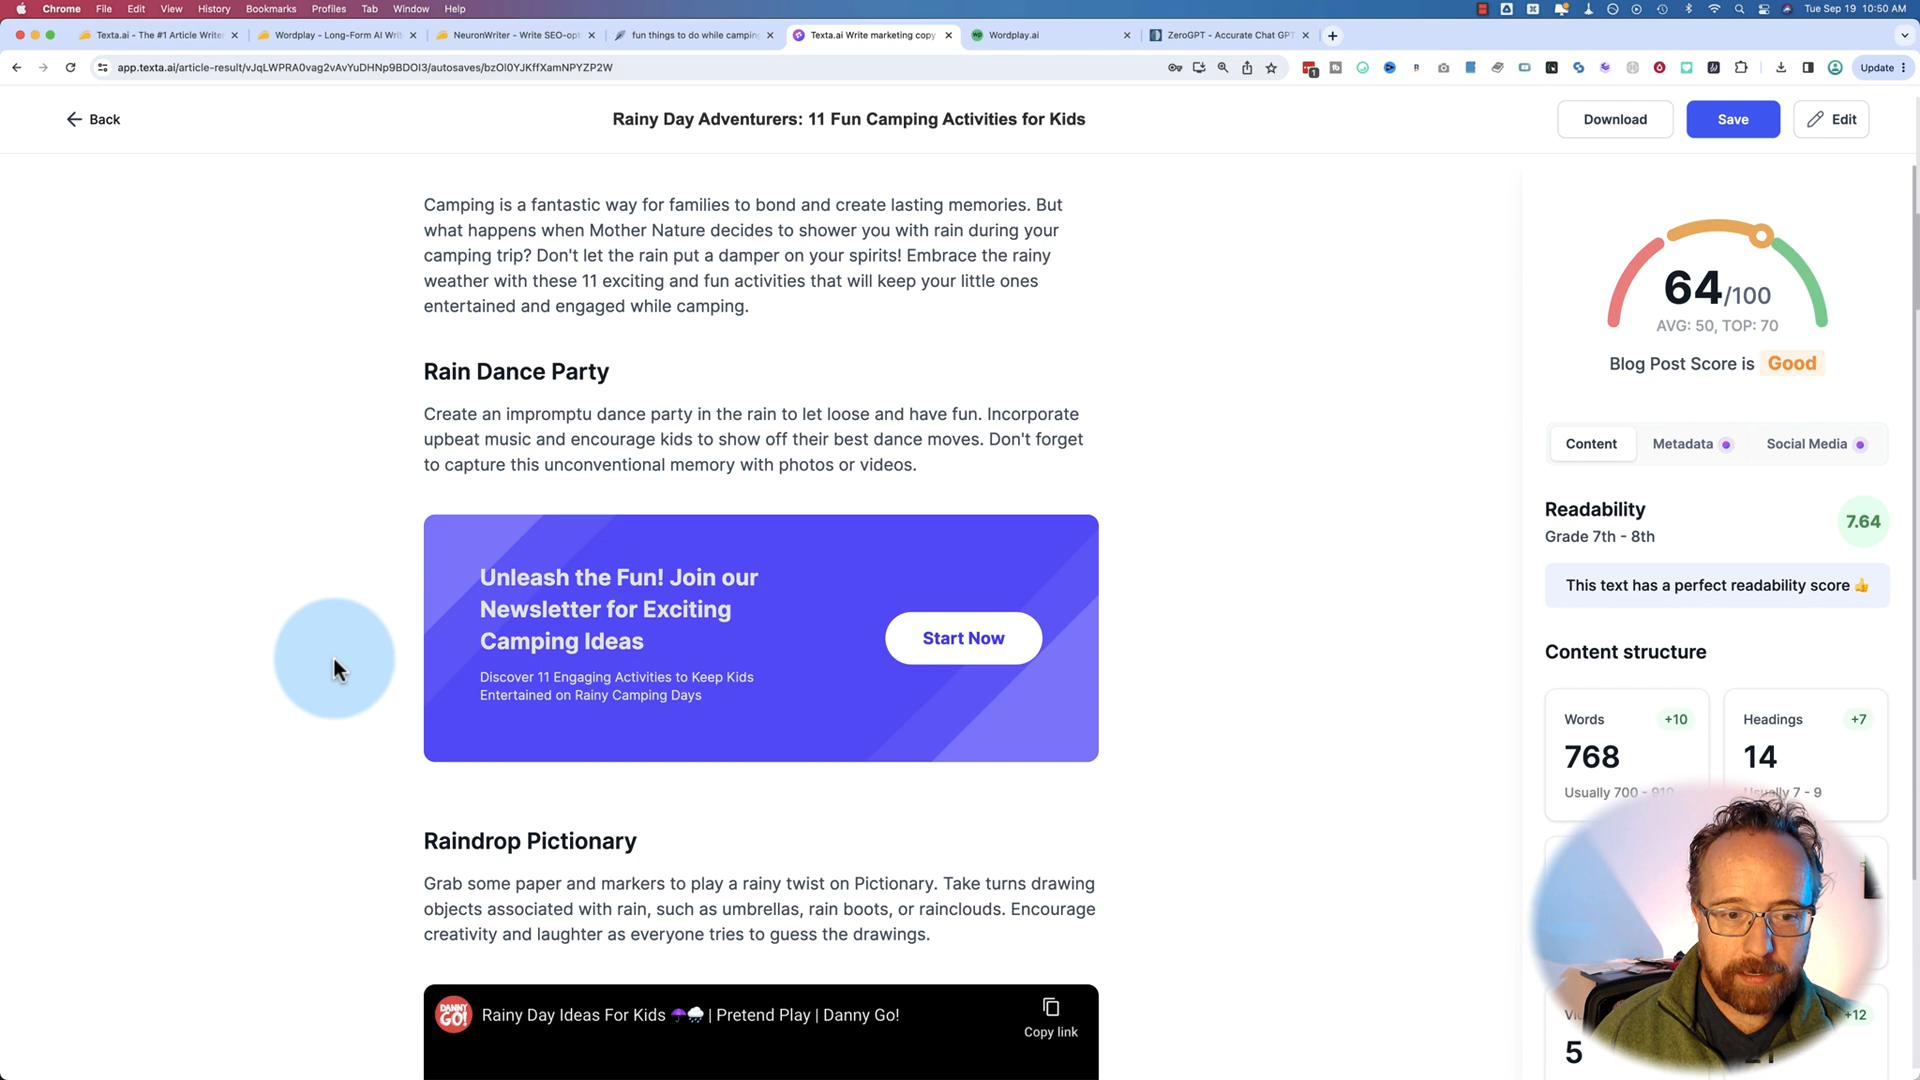 Chrome File Edit View History Bookmarks Profiles Tab Window Help
Tue Sep 19 10:50 AM
Texta.ai - The #1 Article Write
Wordplay - Long-Form AI Wri
NeuronWriter - Write SEO-opt
fun things to do while campin
Texta.ai Write marketing copy
Wordplay.ai
ZeroGPT - Accurate Chat GPT
app.texta.ai/article-result/vJqLWPRA0vag2vAvYuDHNp9BDOI3/autosaves/bzOl0YJKffXamNPYZP2W
Update
Back
Rainy Day Adventurers: 11 Fun Camping Activities for Kids
Download
Save
Edit
Camping is a fantastic way for families to bond and create lasting memories. But
what happens when Mother Nature decides to shower you with rain during your
camping trip? Don't let the rain put a damper on your spirits! Embrace the rainy
weather with these 11 exciting and fun activities that will keep your little ones
entertained and engaged while camping.
Rain Dance Party
Create an impromptu dance party in the rain to let loose and have fun. Incorporate
upbeat music and encourage kids to show off their best dance moves. Don't forget
to capture this unconventional memory with photos or videos.
Unleash the Fun! Join our
Newsletter for Exciting
Camping Ideas
Discover 11 Engaging Activities to Keep Kids
Entertained on Rainy Camping Days
Start Now
Raindrop Pictionary
Grab some paper and markers to play a rainy twist on Pictionary. Take turns drawing
objects associated with rain, such as umbrellas, rain boots, or rainclouds. Encourage
creativity and laughter as everyone tries to guess the drawings.
DANNY GO!
Rainy Day Ideas For Kids ☂️🌧️ | Pretend Play | Danny Go!
Copy link
64/100
AVG: 50, TOP: 70
Blog Post Score is Good
Content
Metadata
Social Media
Readability
Grade 7th - 8th
7.64
This text has a perfect readability score 👍
Content structure
Words +10
768
Usually 700 - 910
Headings +7
14
Usually 7 - 9
5
+12